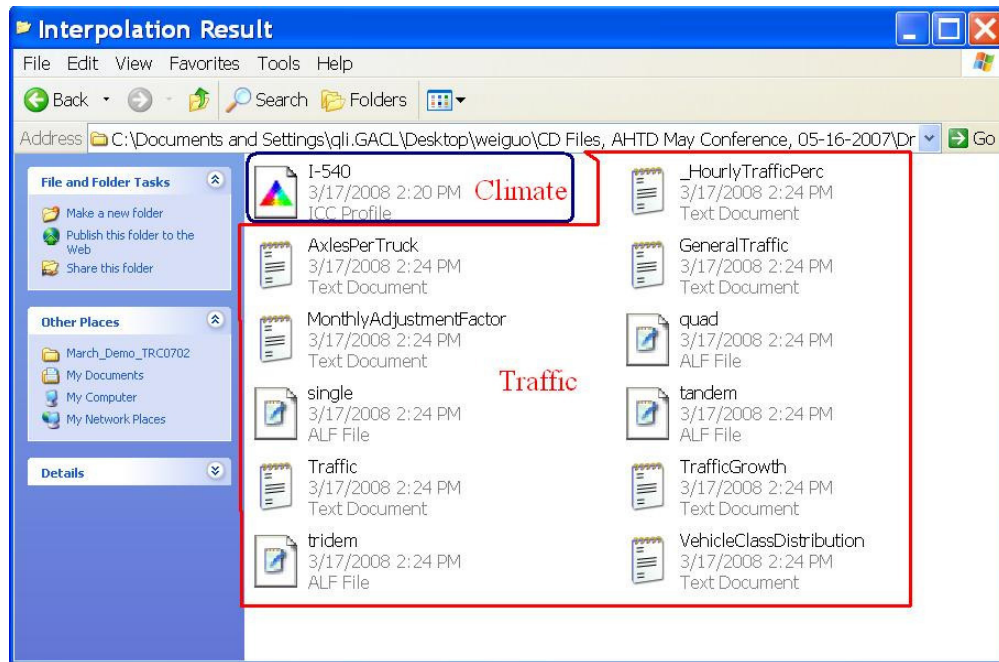 Interpolation Result
File Edit View Favorites Tools Help
Back Search Folders
Address C:\Documents and Settings\qli.GACL\Desktop\weiguo\CD Files, AHTD May Conference, 05-16-2007\Dr Go
File and Folder Tasks
Make a new folder
Publish this folder to the
Web
Share this folder
Other Places
March_Demo_TRC0702
My Documents
My Computer
My Network Places
Details
I-540
3/17/2008 2:20 PM
ICC Profile
Climate
_HourlyTrafficPerc
3/17/2008 2:24 PM
Text Document
AxlesPerTruck
3/17/2008 2:24 PM
Text Document
GeneralTraffic
3/17/2008 2:24 PM
Text Document
MonthlyAdjustmentFactor
3/17/2008 2:24 PM
Text Document
quad
3/17/2008 2:24 PM
ALF File
Traffic
single
3/17/2008 2:24 PM
ALF File
tandem
3/17/2008 2:24 PM
ALF File
Traffic
3/17/2008 2:24 PM
Text Document
TrafficGrowth
3/17/2008 2:24 PM
Text Document
tridem
3/17/2008 2:24 PM
ALF File
VehicleClassDistribution
3/17/2008 2:24 PM
Text Document